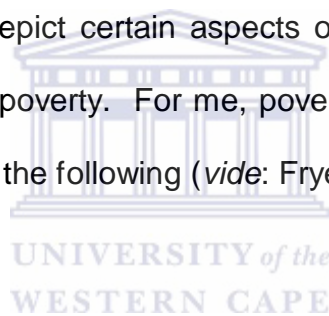 epict certain aspects o
poverty. For me, pove
the following (vide: Frye
UNIVERSITY of the
WESTERN CAPE